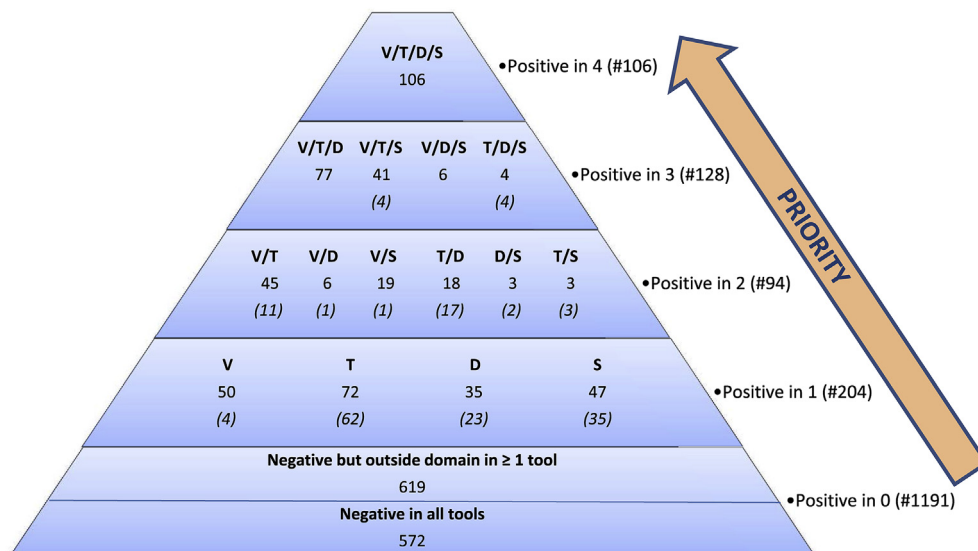 V/T/D/S
106
•Positive in 4 (#106)
V/T/D V/T/S V/D/S T/D/S
77 41 6 4
(4) (4)
•Positive in 3 (#128)
V/T V/D V/S T/D D/S T/S
45 6 19 18 3 3
(11) (1) (1) (17) (2) (3)
•Positive in 2 (#94)
V T D S
50 72 35 47
(4) (62) (23) (35)
•Positive in 1 (#204)
Negative but outside domain in ≥ 1 tool
619
•Positive in 0 (#1191)
Negative in all tools
572
PRIORITY